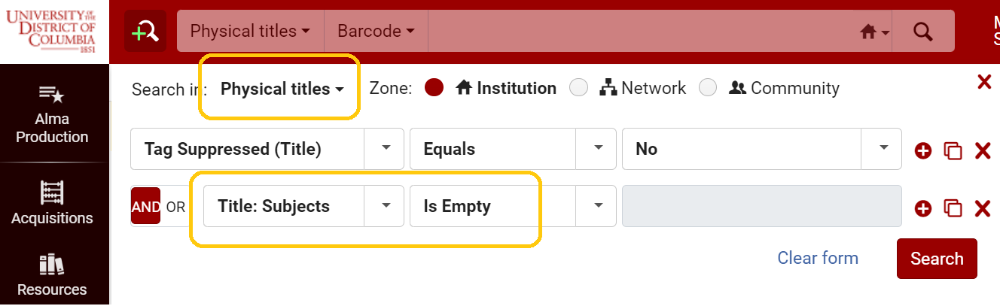 UNIVERSITY OF THE
DISTRICT OF
COLUMBIA
1851
Physical titles
Barcode
Search in:
Physical titles
Zone:
Institution
Network
Community
Alma
Production
Tag Suppressed (Title)
Equals
No
AND OR
Title: Subjects
Is Empty
Acquisitions
Clear form
Search
Resources